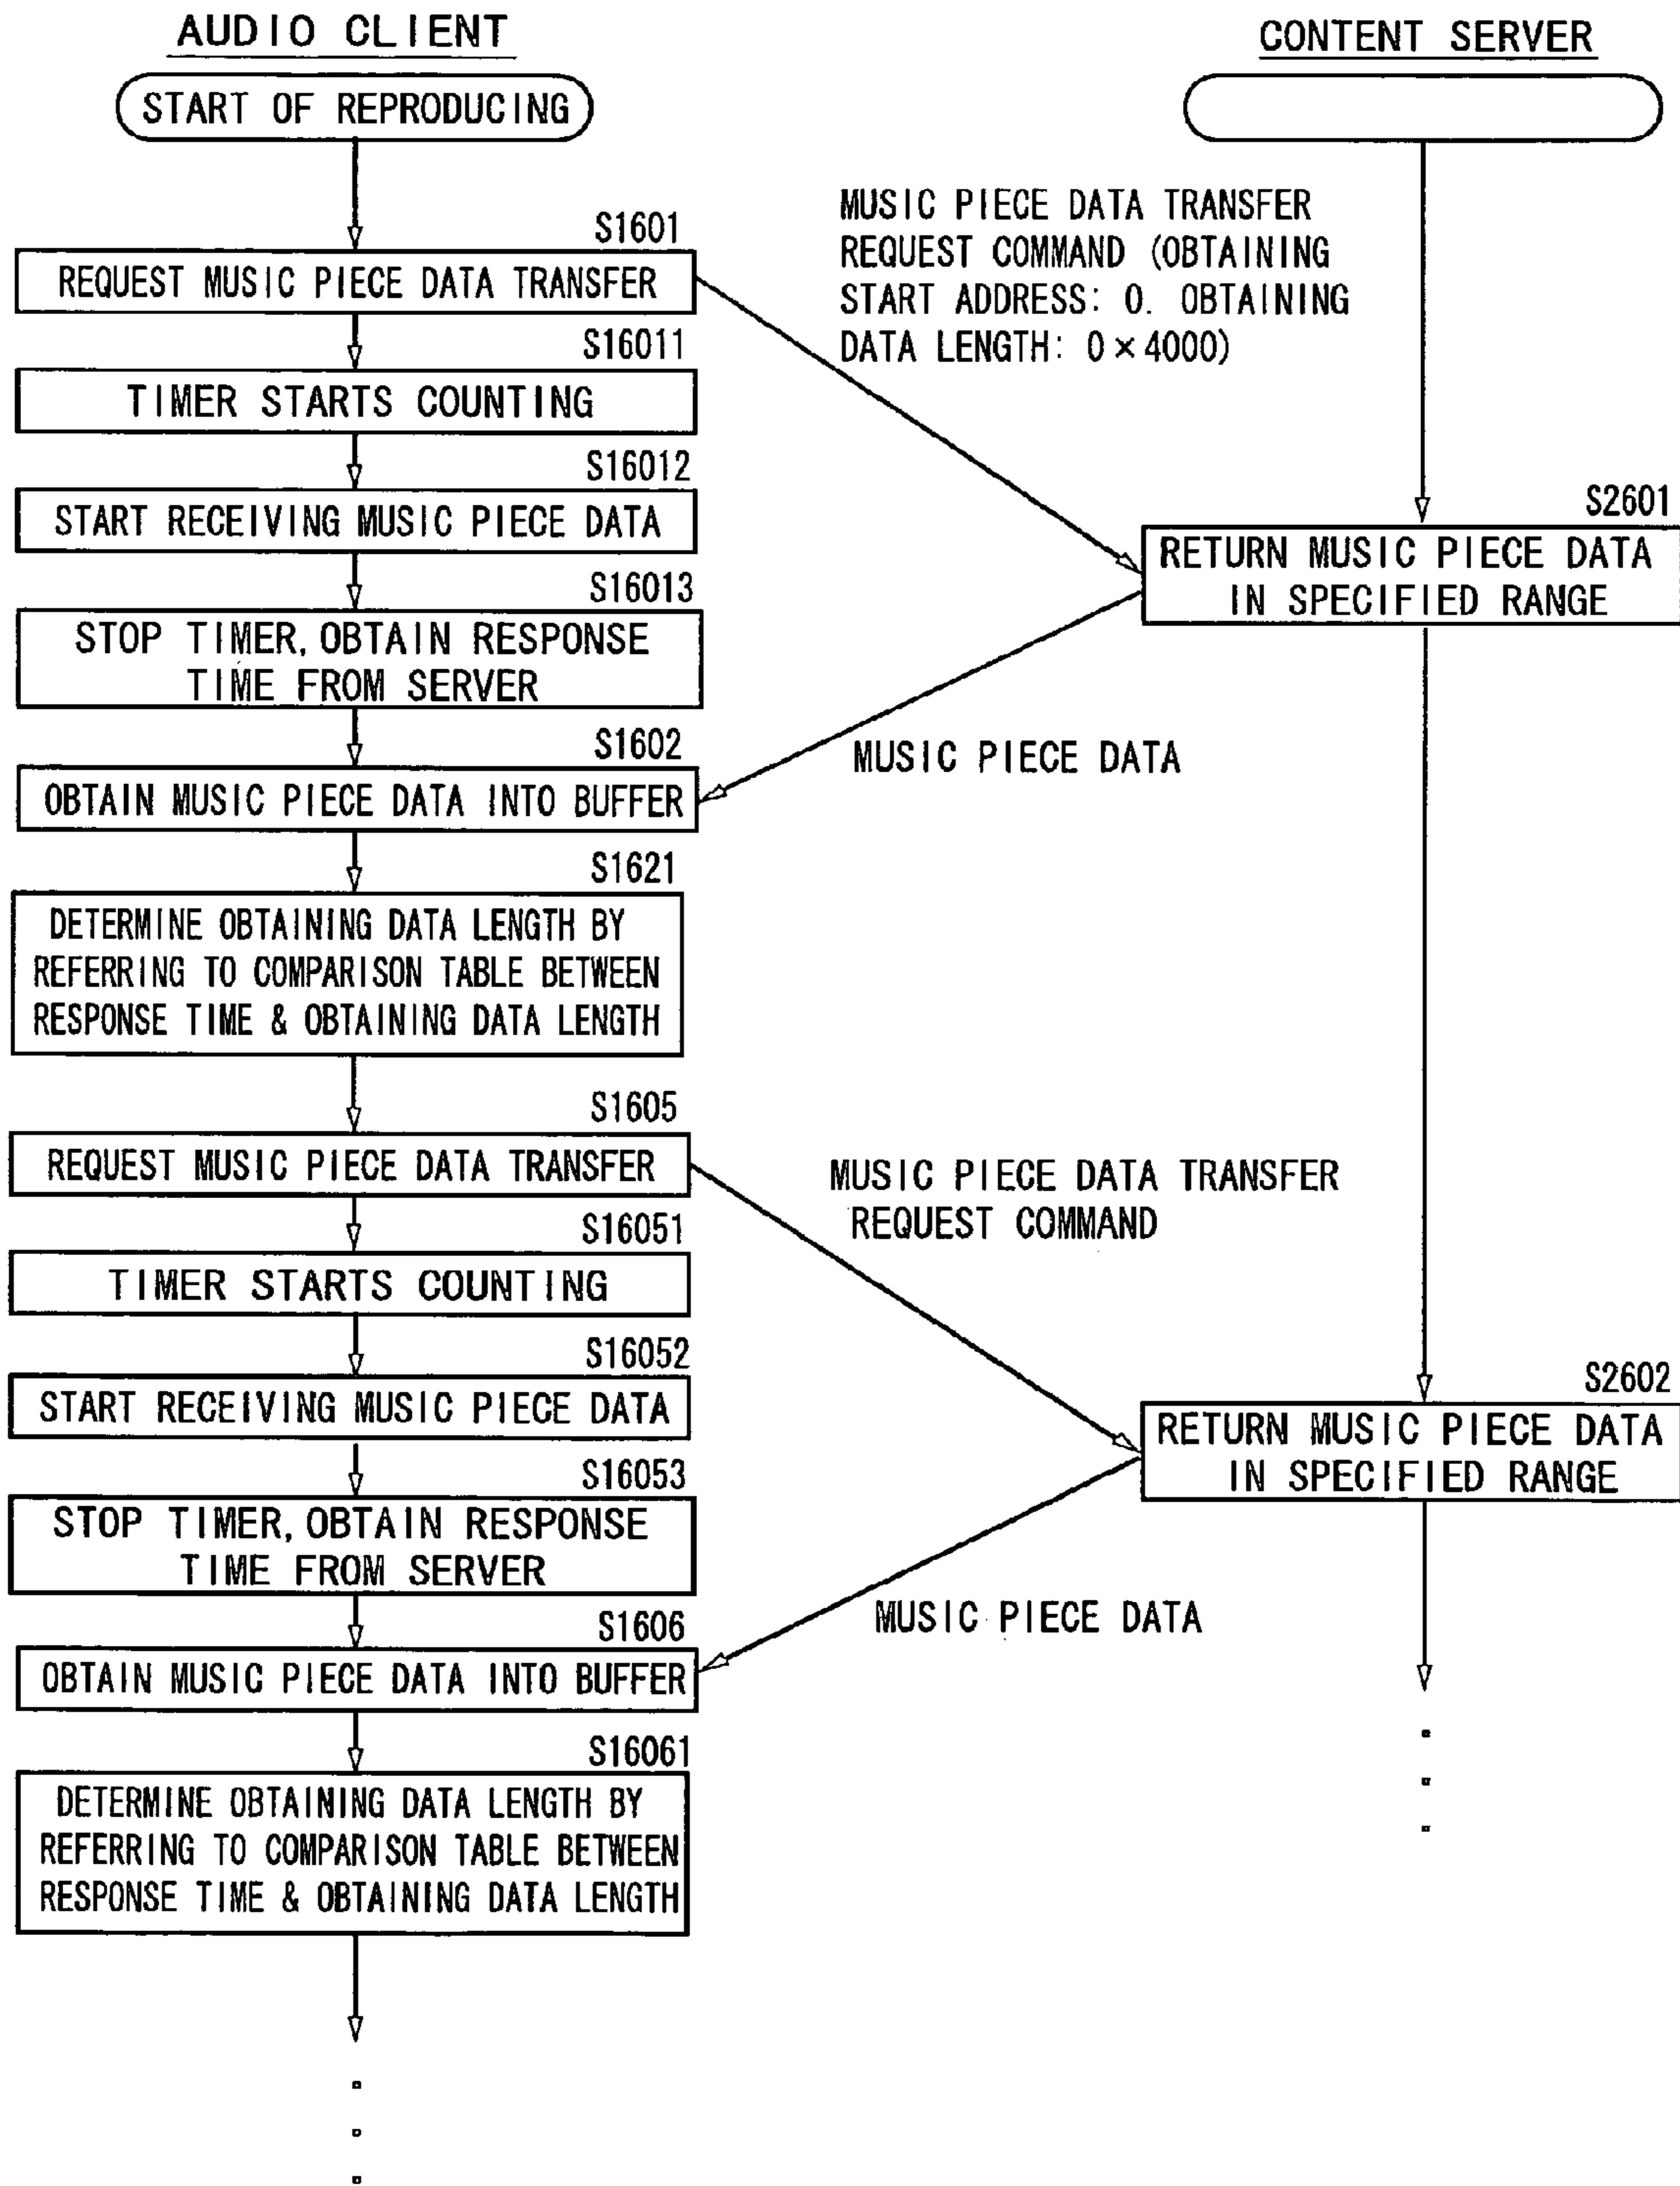 AUDIO CLIENT
START OF REPRODUCING
S1601
REQUEST MUSIC PIECE DATA TRANSFER
S16011
TIMER STARTS COUNTING
S16012
START RECEIVING MUSIC PIECE DATA
S16013
STOP TIMER, OBTAIN RESPONSE
TIME FROM SERVER
S1602
OBTAIN MUSIC PIECE DATA INTO BUFFER
S1621
DETERMINE OBTAINING DATA LENGTH BY
REFERRING TO COMPARISON TABLE BETWEEN
RESPONSE TIME & OBTAINING DATA LENGTH
S1605
REQUEST MUSIC PIECE DATA TRANSFER
S16051
TIMER STARTS COUNTING
S16052
START RECEIVING MUSIC PIECE DATA
S16053
STOP TIMER, OBTAIN RESPONSE
TIME FROM SERVER
S1606
OBTAIN MUSIC PIECE DATA INTO BUFFER
S16061
DETERMINE OBTAINING DATA LENGTH BY
REFERRING TO COMPARISON TABLE BETWEEN
RESPONSE TIME & OBTAINING DATA LENGTH
MUSIC PIECE DATA TRANSFER
REQUEST COMMAND (OBTAINING
START ADDRESS: 0. OBTAINING
DATA LENGTH: 0×4000)
MUSIC PIECE DATA
MUSIC PIECE DATA TRANSFER
REQUEST COMMAND
MUSIC PIECE DATA
CONTENT SERVER
S2601
RETURN MUSIC PIECE DATA
IN SPECIFIED RANGE
S2602
RETURN MUSIC PIECE DATA
IN SPECIFIED RANGE